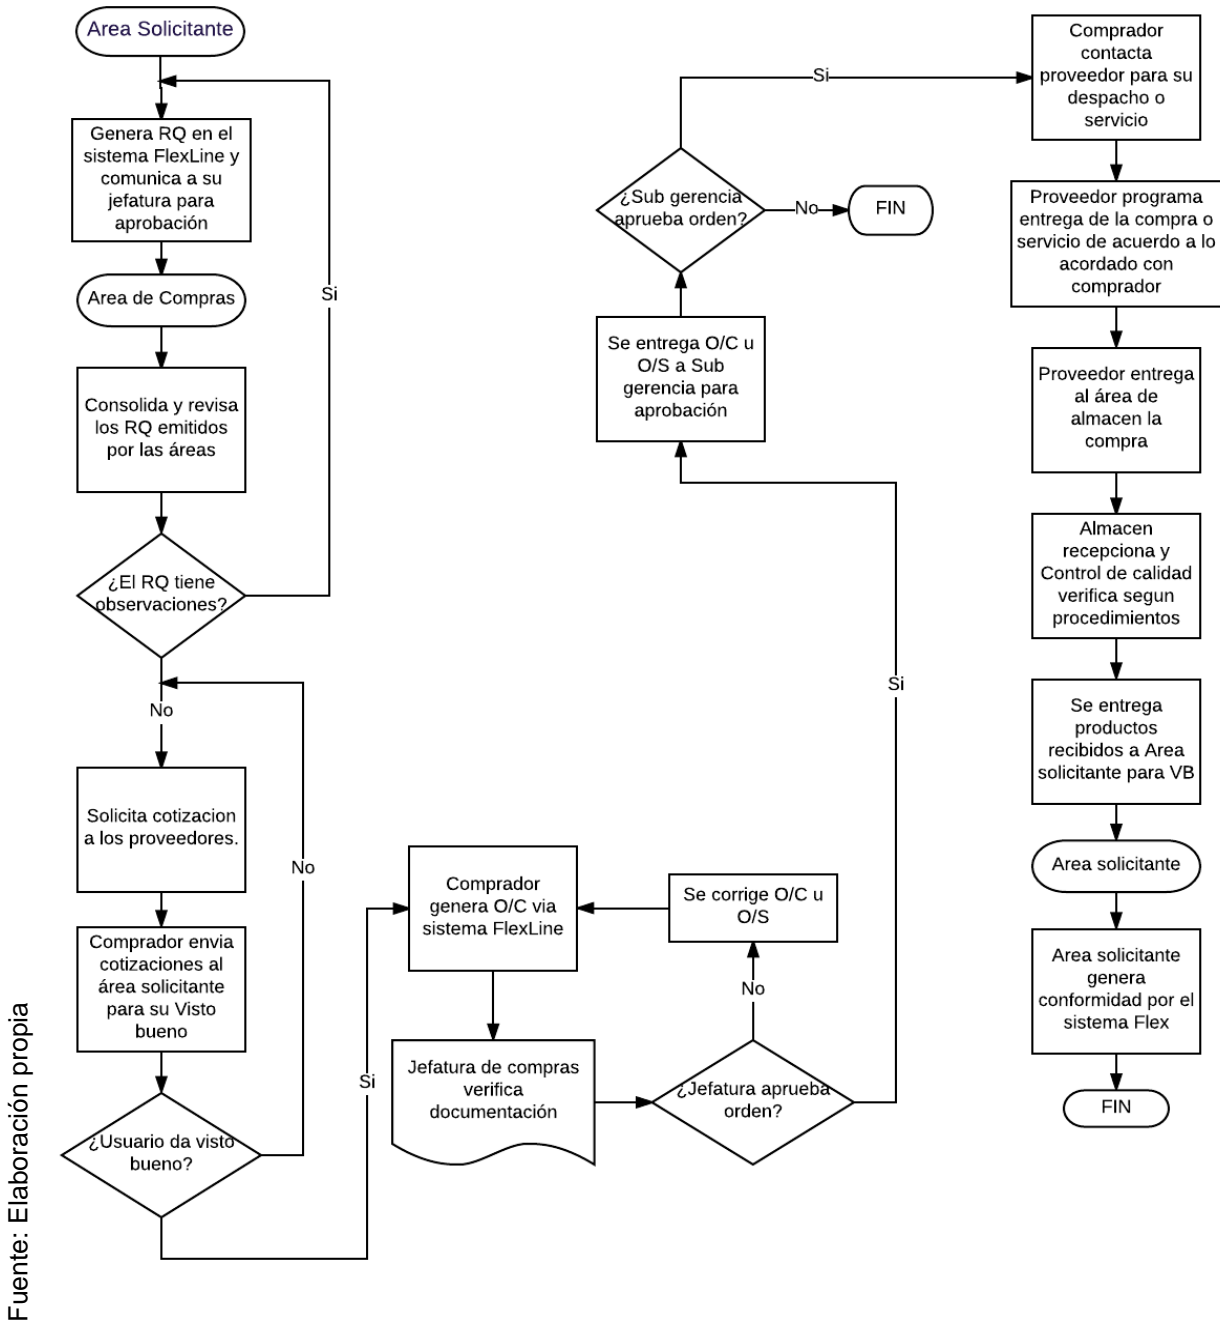 Area Solicitante
Genera RQ en el
sistema FlexLine y
comunica a su
jefatura para
aprobación
Area de Compras
Consolida y revisa
los RQ emitidos
por las áreas
¿El RQ tiene
observaciones?
Si
No
Solicita cotizacion
a los proveedores.
Comprador envia
cotizaciones al
área solicitante
para su Visto
bueno
¿Usuario da visto
bueno?
No
Si
Comprador
genera O/C via
sistema FlexLine
Jefatura de compras
verifica
documentación
¿Jefatura aprueba
orden?
No
Se corrige O/C u
O/S
Si
Se entrega O/C u
O/S a Sub
gerencia para
aprobación
¿Sub gerencia
aprueba orden?
No
FIN
Si
Comprador
contacta
proveedor para su
despacho o
servicio
Proveedor programa
entrega de la compra o
servicio de acuerdo a lo
acordado con
comprador
Proveedor entrega
al área de
almacen la
compra
Almacen
recepciona y
Control de calidad
verifica segun
procedimientos
Se entrega
productos
recibidos a Area
solicitante para VB
Area solicitante
Area solicitante
genera
conformidad por el
sistema Flex
FIN
Fuente: Elaboración propia